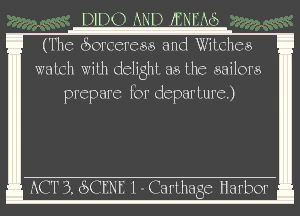 DIDO AND ÆNEAS
(The Sorceress and Witches
watch with delight as the sailors
prepare for departure.)
ACT 3, SCENE 1 - Carthage Harbor